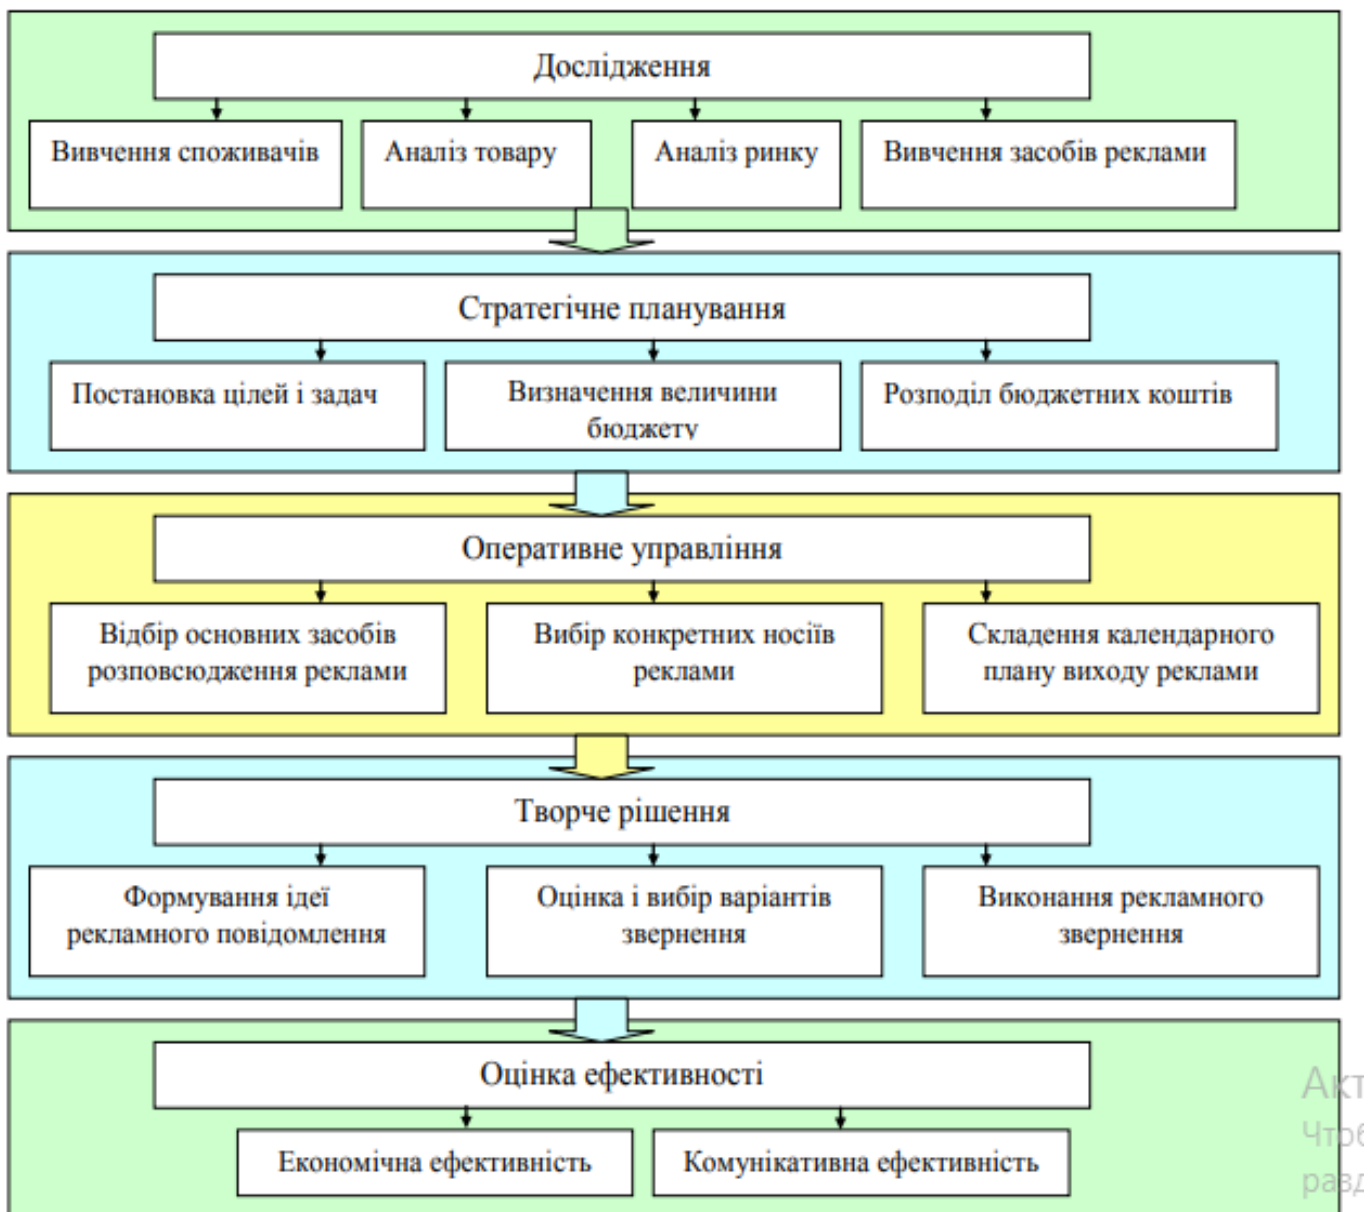 Дослідження
Вивчення споживачів
Аналіз товару
Аналіз ринку
Вивчення засобів реклами
Стратегічне планування
Постановка цілей і задач
Визначення величини
бюджету
Розподіл бюджетних коштів
Оперативне управління
Відбір основних засобів
розповсюдження реклами
Вибір конкретних носіїв
реклами
Складення календарного
плану виходу реклами
Творче рішення
Формування ідеї
рекламного повідомлення
Оцінка і вибір варіантів
звернення
Виконання рекламного
звернення
Оцінка ефективності
Економічна ефективність
Комунікативна ефективність